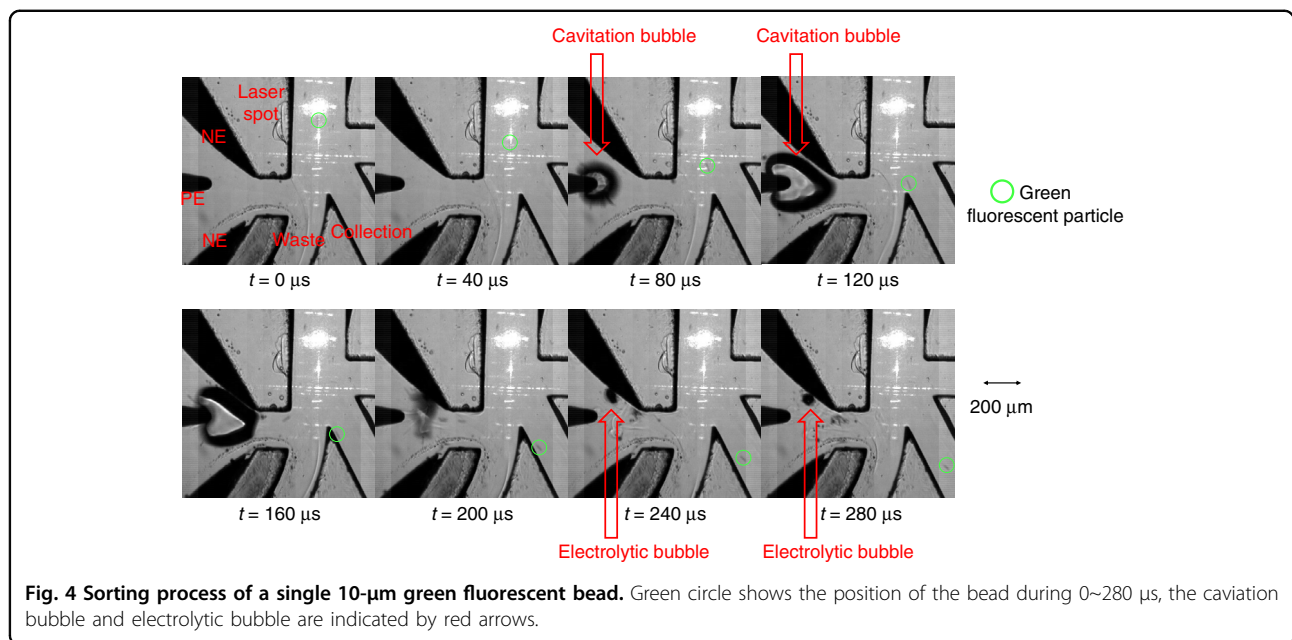 Cavitation bubble
Cavitation bubble
Laser
spot
NE
PE
NE
Waste
Collection
Green
fluorescent particle
t = 0 μs
t = 40 μs
t = 80 μs
t = 120 μs
200 μm
t = 160 μs
t = 200 μs
t = 240 μs
t = 280 μs
Electrolytic bubble
Electrolytic bubble
Fig. 4 Sorting process of a single 10-μm green fluorescent bead. Green circle shows the position of the bead during 0~280 μs, the caviation
bubble and electrolytic bubble are indicated by red arrows.